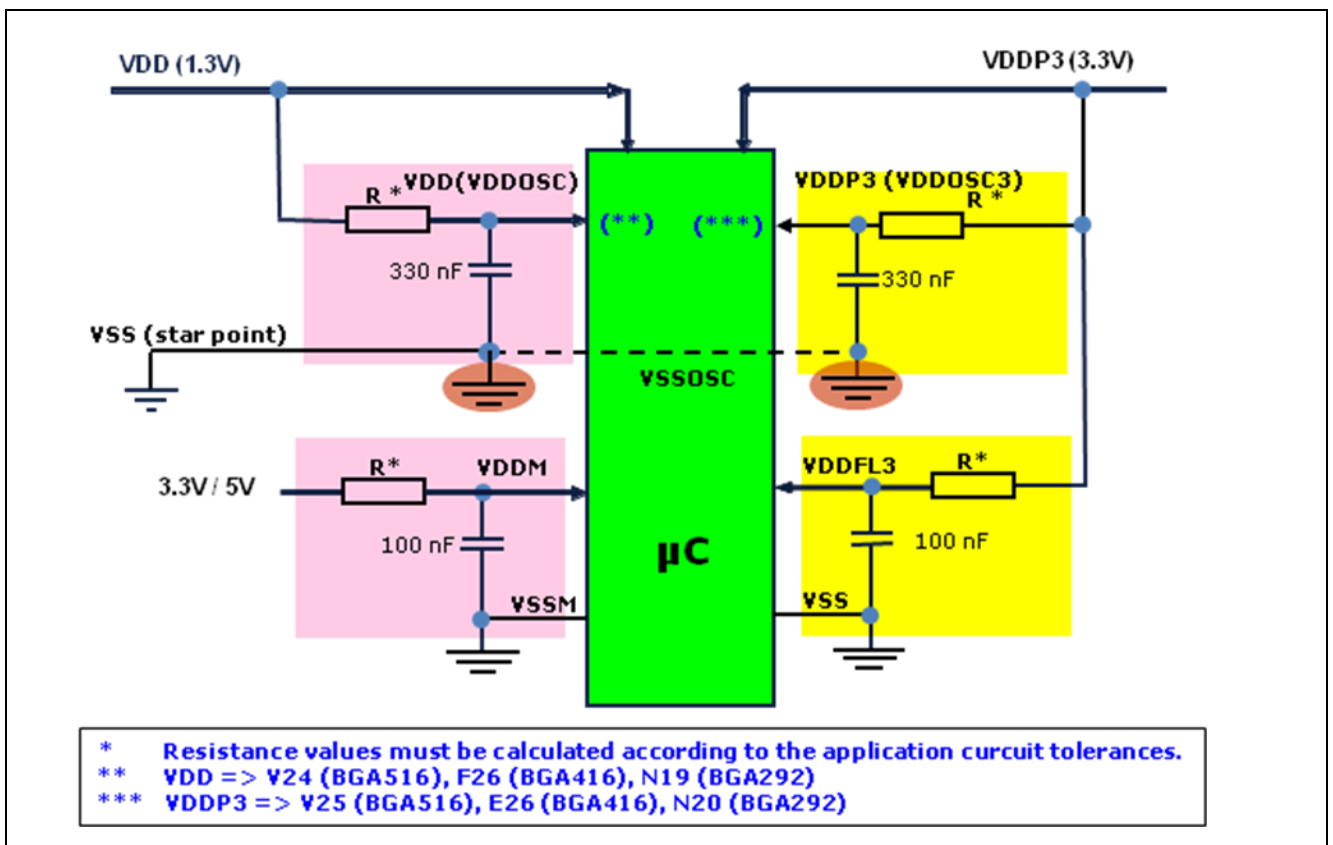 VDD (1.3V)
VDDP3 (3.3V)
R *
VDD(VDDOSC)
VDDP3 (VDDOSC3)
R*
(**)
(***)
330 nF
330 nF
VSS (star point)
VSSOSC
3.3V / 5V
R*
VDDM
VDDFL3
R*
100 nF
100 nF
µC
VSSM
VSS
* Resistance values must be calculated according to the application curcuit tolerances.
** VDD => V24 (BGA516), F26 (BGA416), N19 (BGA292)
*** VDDP3 => V25 (BGA516), E26 (BGA416), N20 (BGA292)